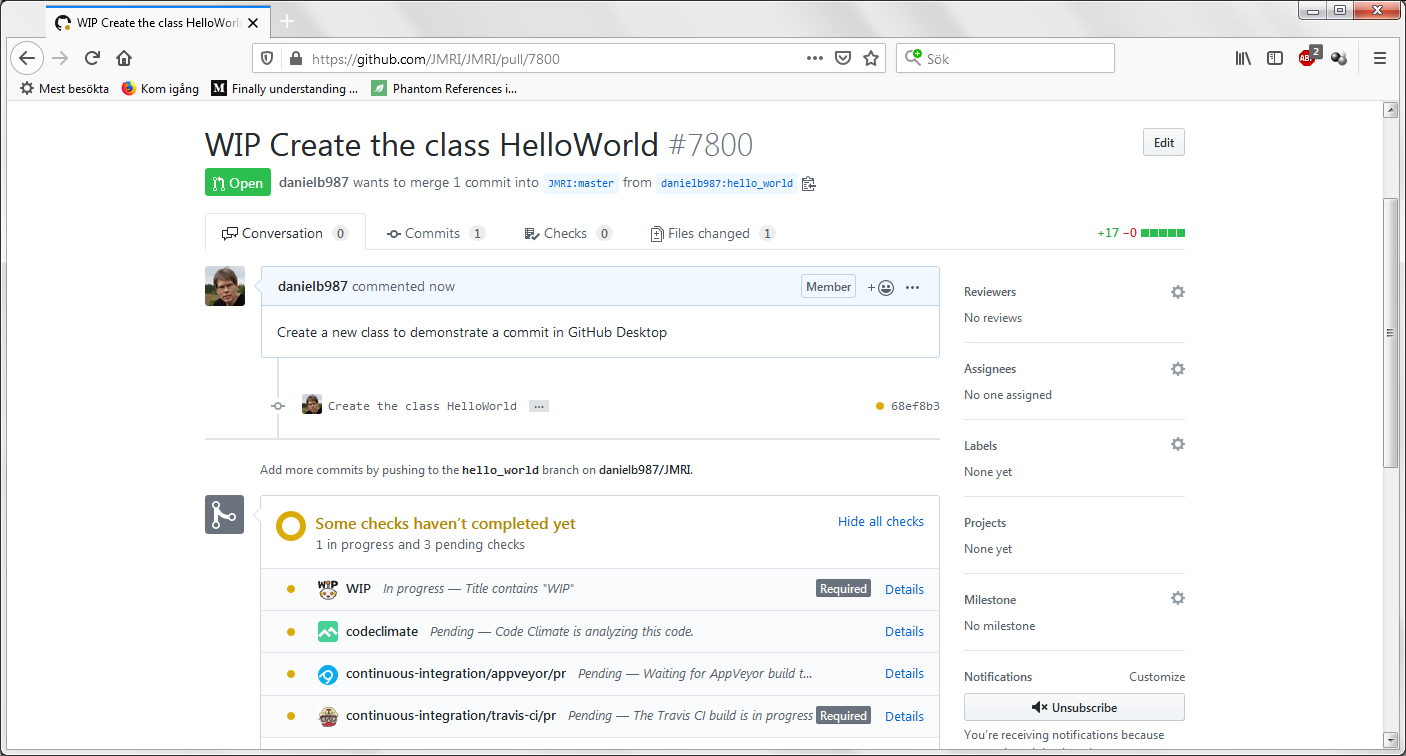 WIP Create the class HelloWorl
https://github.com/JMRI/JMRI/pull/7800
Sök
ABP
2
Mest besökta
Kom igång
M Finally understanding ...
Phantom References i...
WIP Create the class HelloWorld #7800
Edit
Open danielb987 wants to merge 1 commit into JMRI:master from danielb987:hello_world
Conversation 0
Commits 1
Checks 0
Files changed 1
+17 −0
danielb987 commented now
Member
Create a new class to demonstrate a commit in GitHub Desktop
Create the class HelloWorld ...
68ef8b3
Add more commits by pushing to the hello_world branch on danielb987/JMRI.
Some checks haven’t completed yet
Hide all checks
1 in progress and 3 pending checks
WIP WIP In progress — Title contains "WIP" Required Details
codeclimate Pending — Code Climate is analyzing this code. Details
continuous-integration/appveyor/pr Pending — Waiting for AppVeyor build t... Details
continuous-integration/travis-ci/pr Pending — The Travis CI build is in progress Required Details
Reviewers
No reviews
Assignees
No one assigned
Labels
None yet
Projects
None yet
Milestone
No milestone
Notifications Customize
Unsubscribe
You’re receiving notifications because